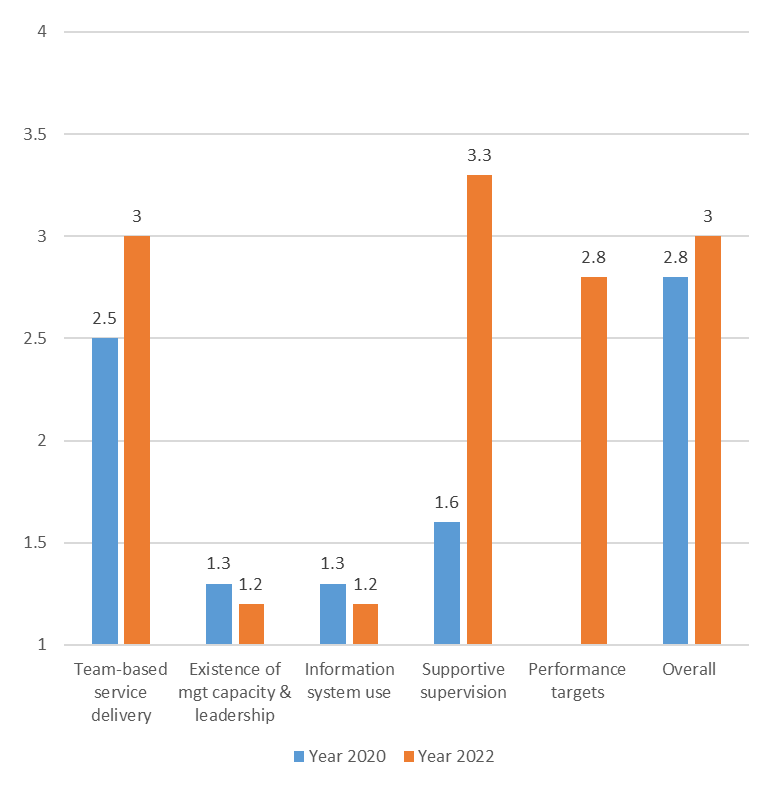 4
3.5
3
2.5
2
1.5
1
2.5
3
1.3
1.2
1.3
1.2
1.6
3.3
2.8
2.8
3
Team-based
service
delivery
Existence of
mgt capacity &
leadership
Information
system use
Supportive
supervision
Performance
targets
Overall
Year 2020
Year 2022